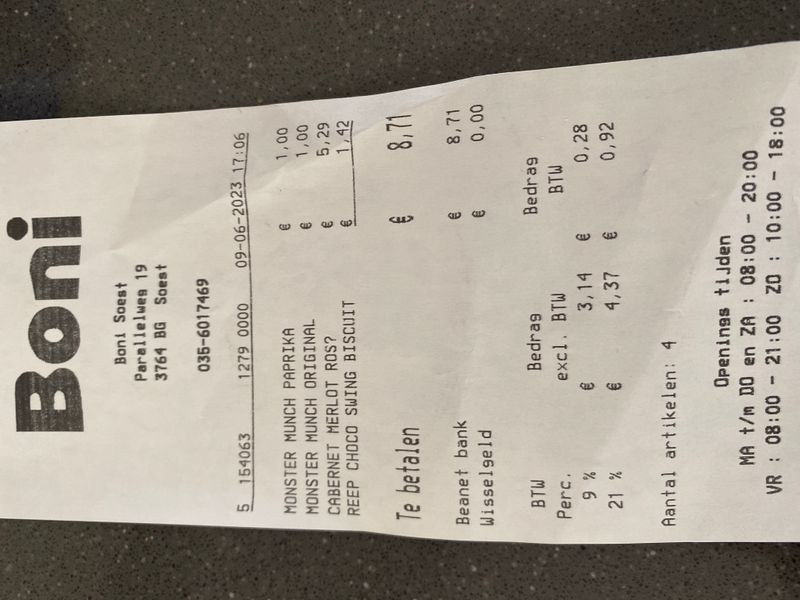 Boni
Boni Soest
Parallelweg 19
3764 BG Soest
035-6017469
5 154063 1279 0000 09-06-2023 17:06
MONSTER MUNCH PAPRIKA € 1,00
MONSTER MUNCH ORIGINAL € 1,00
CABERNET MERLOT ROS? € 5,29
REEP CHOCO SWING BISCUIT € 1,42
Te betalen € 8,71
Beanet bank € 8,71
Wisselgeld € 0,00
BTW Bedrag Bedrag
Perc. excl. BTW BTW
9 % € 3,14 € 0,28
21 % € 4,37 € 0,92
Aantal artikelen: 4
Openings tijden
MA t/m DO en ZA : 08:00 - 20:00
VR : 08:00 - 21:00 ZO : 10:00 - 18:00